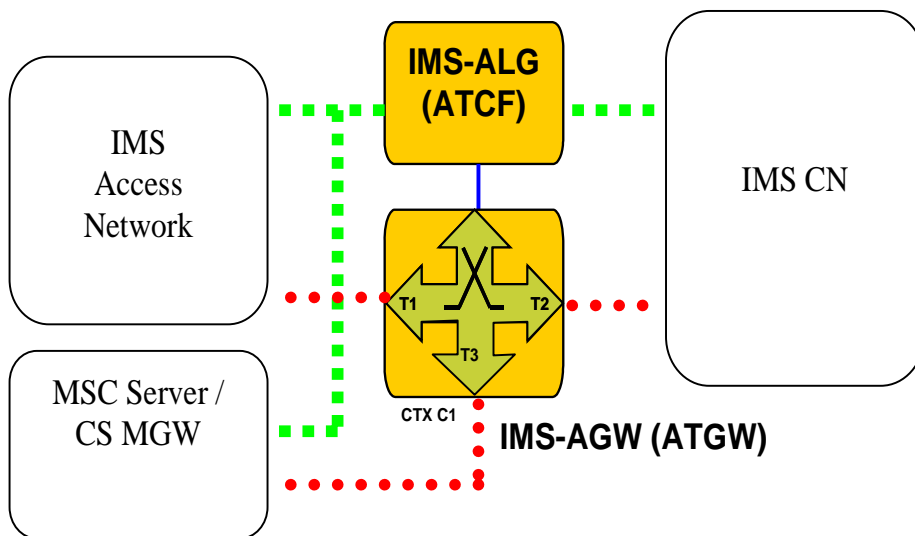 IMS-ALG
(ATCF)
IMS
Access
Network
IMS CN
T1
T2
T3
MSC Server /
CS MGW
CTX C1
IMS-AGW (ATGW)